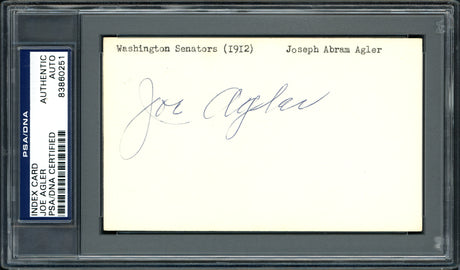 PSA/DNA
INDEX CARD
JOE AGLER
PSA/DNA CERTIFIED
AUTHENTIC
AUTO
83860251
Washington Senators (1912) Joseph Abram Agler
Joe Agler